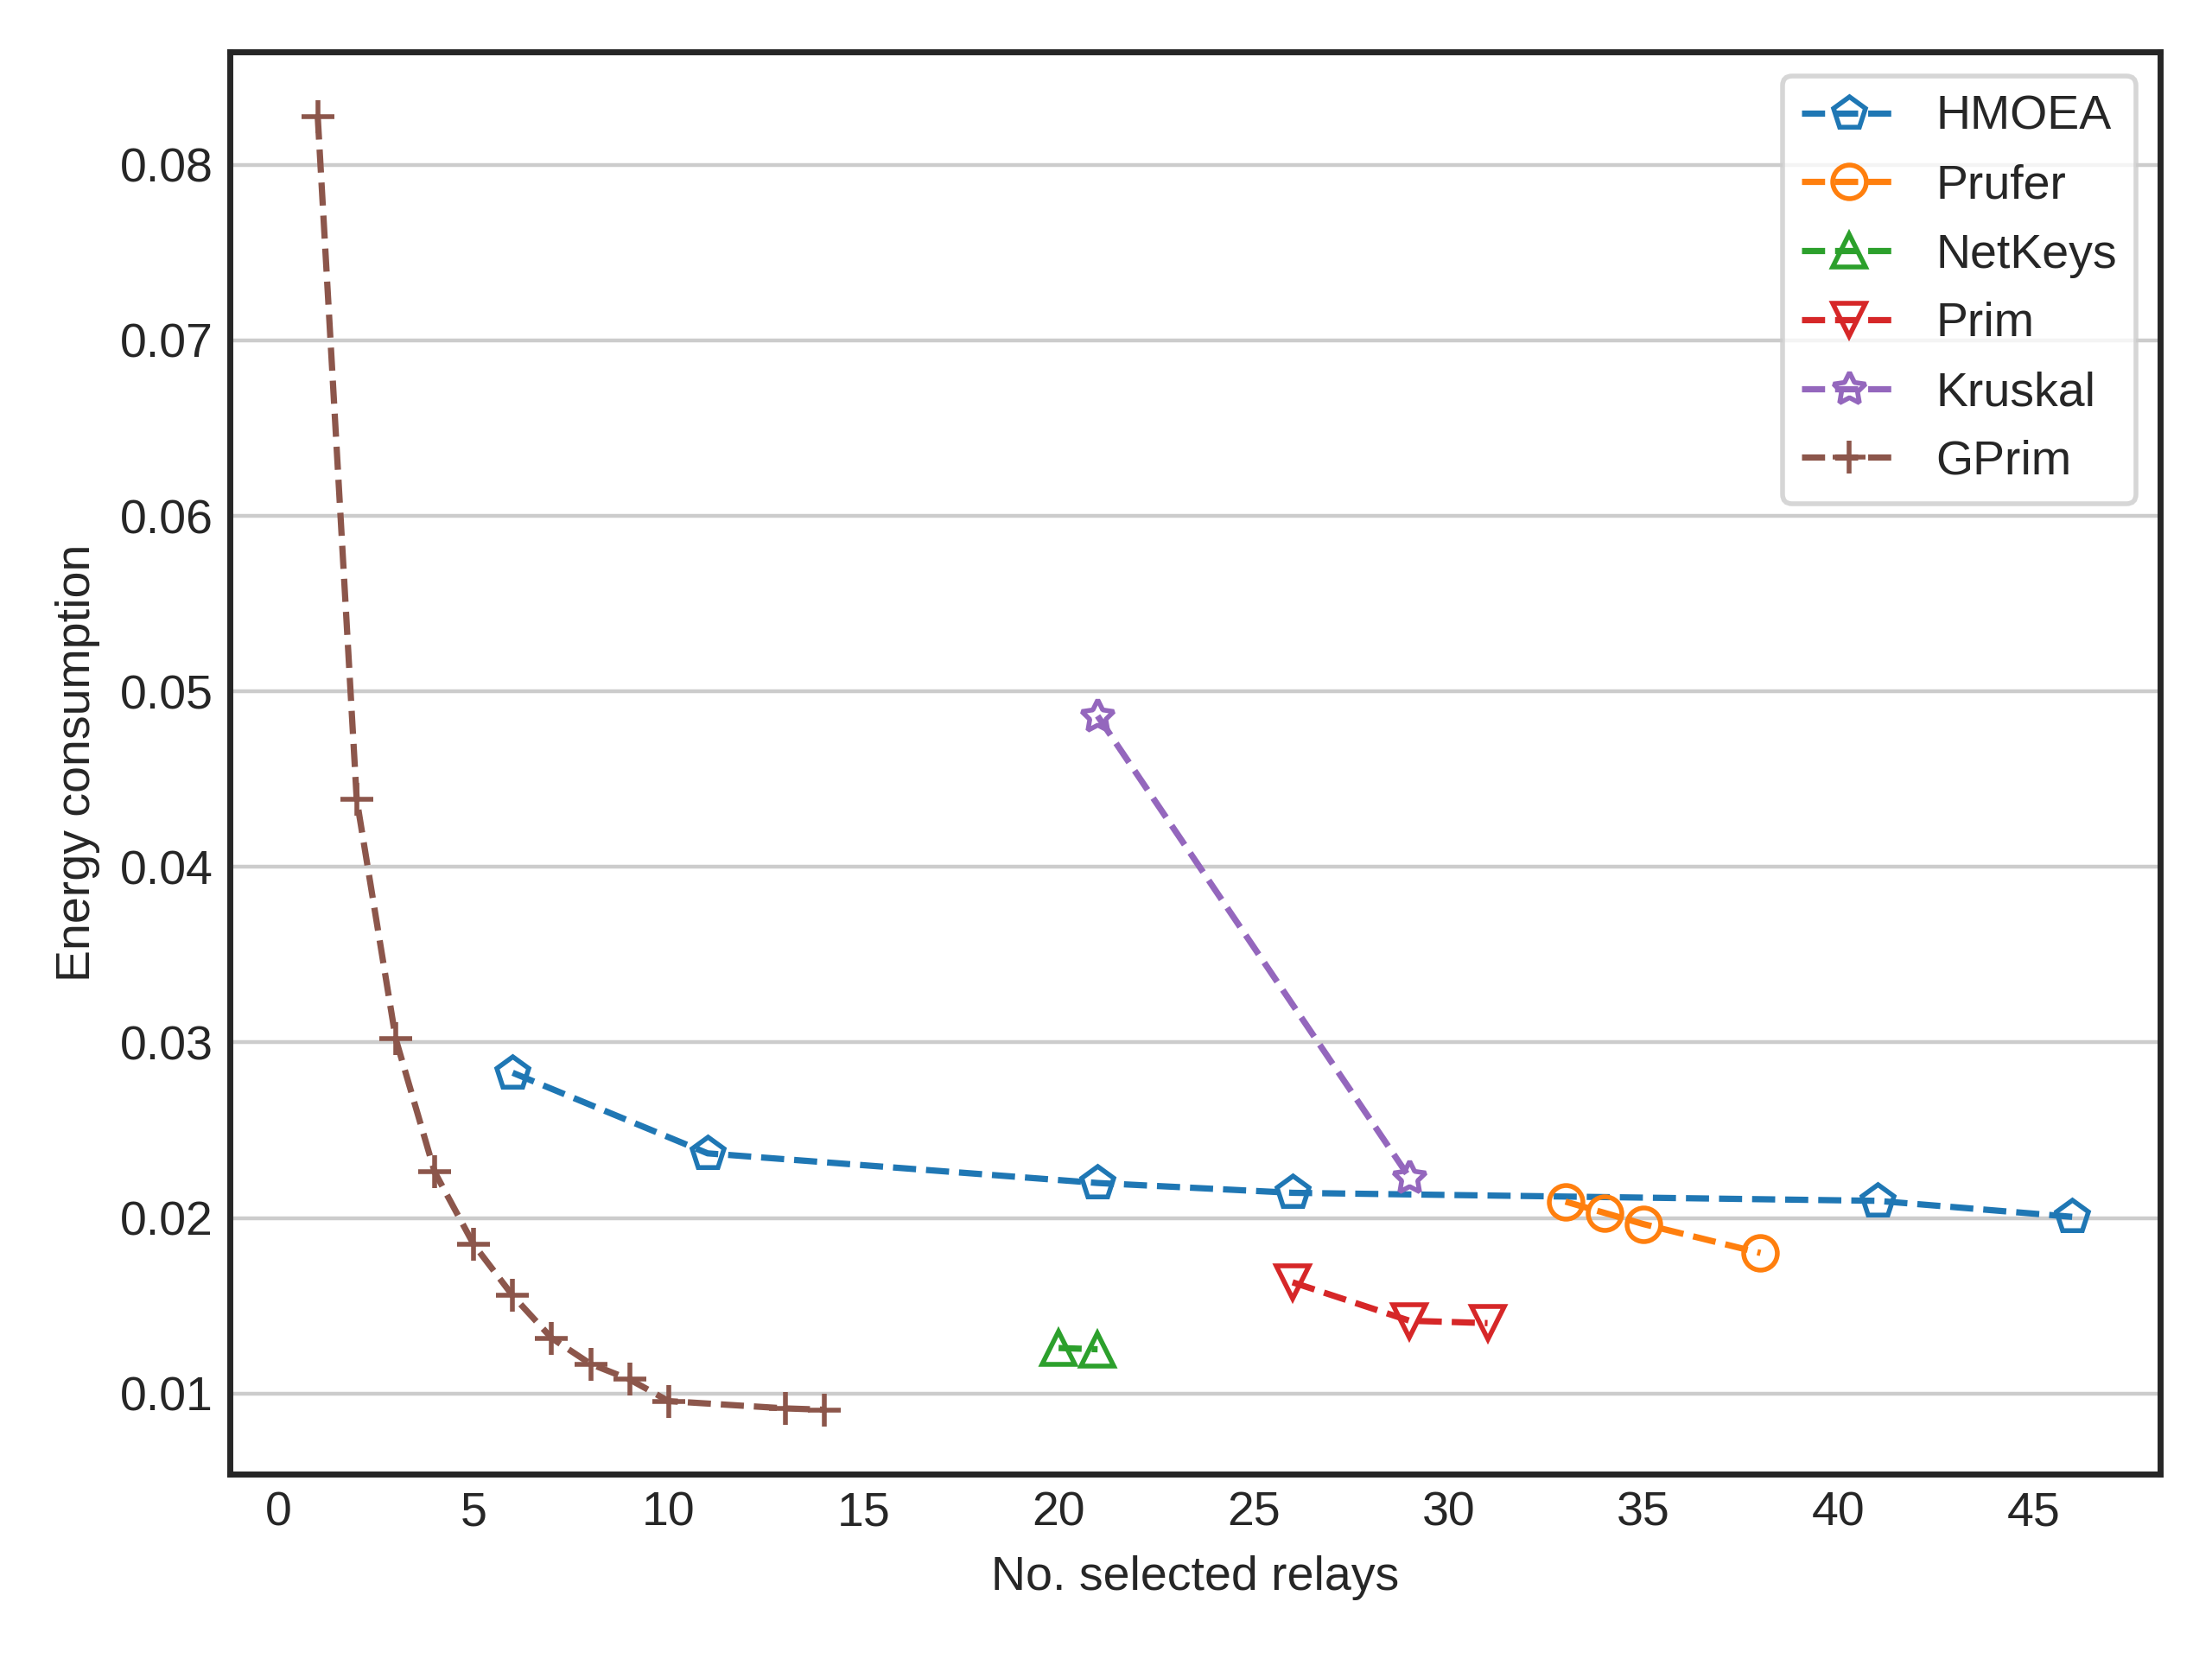 HMOEA
Prufer
NetKeys
Prim
Kruskal
GPrim
Energy consumption
0.08
0.07
0.06
0.05
0.04
0.03
0.02
0.01
0 5 10 15 20 25 30 35 40 45
No. selected relays